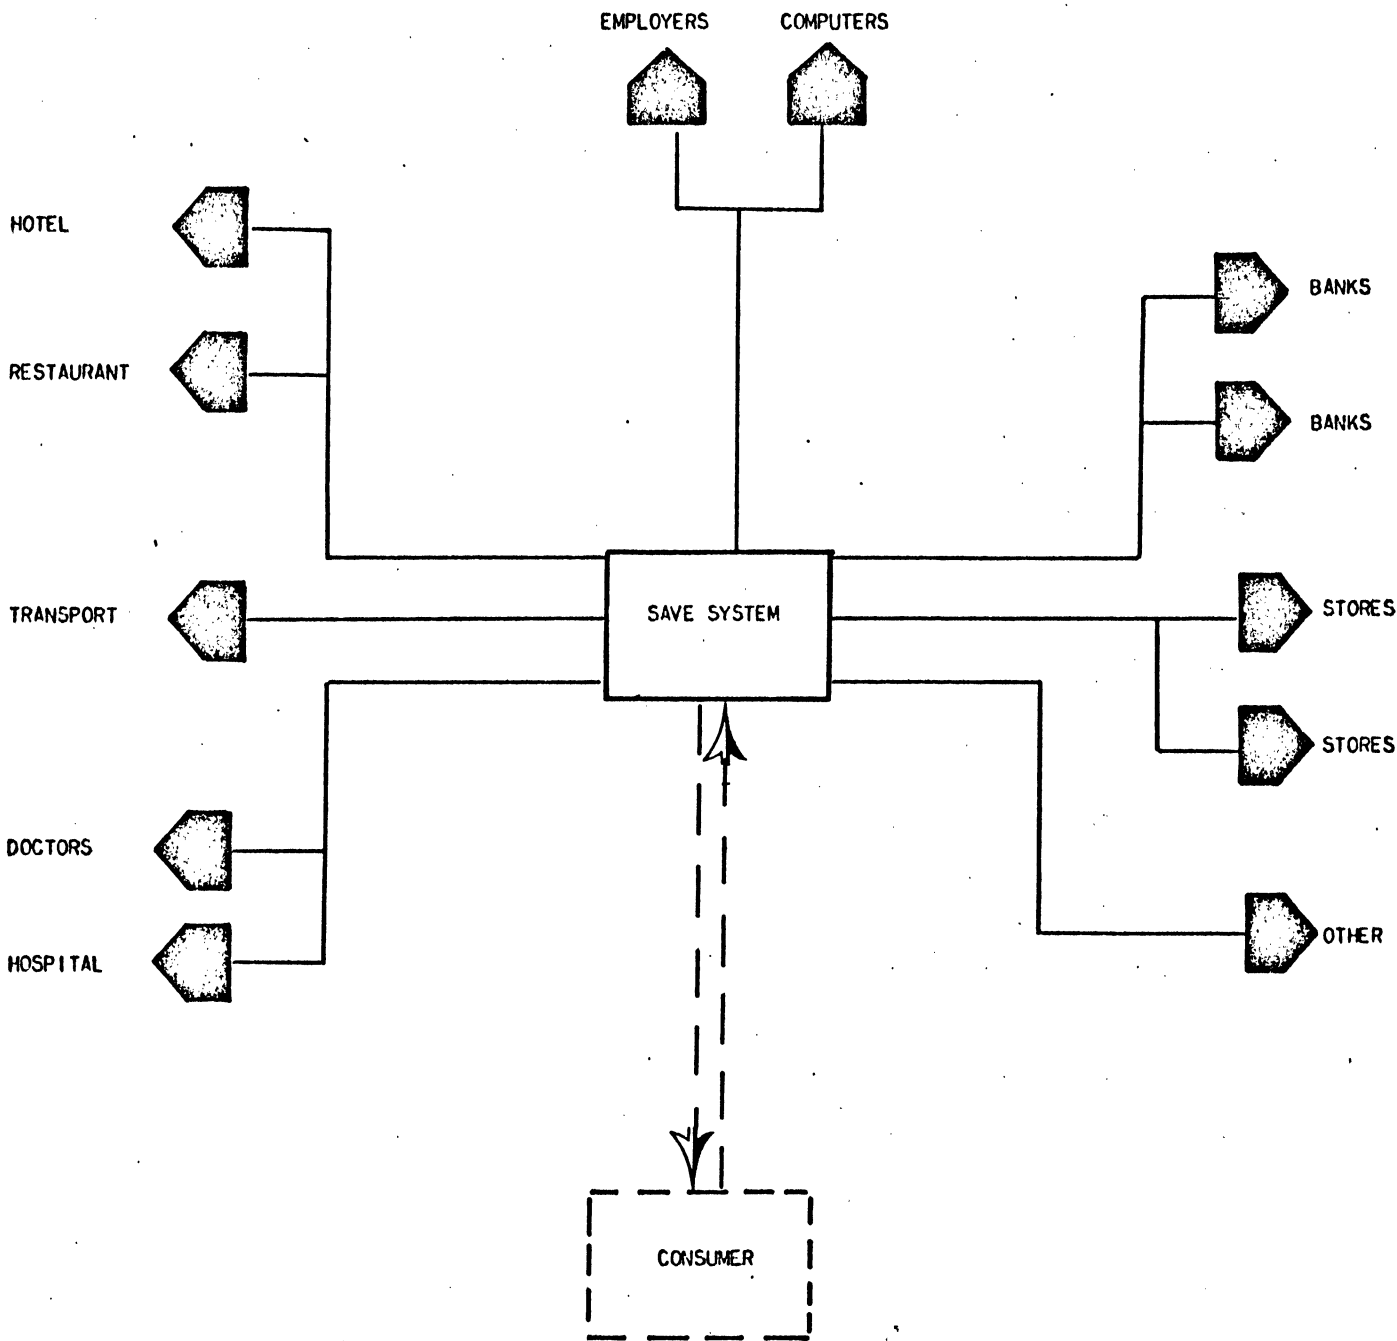 EMPLOYERS COMPUTERS
HOTEL
BANKS
RESTAURANT
BANKS
TRANSPORT
SAVE SYSTEM
STORES
STORES
DOCTORS
OTHER
HOSPITAL
CONSUMER